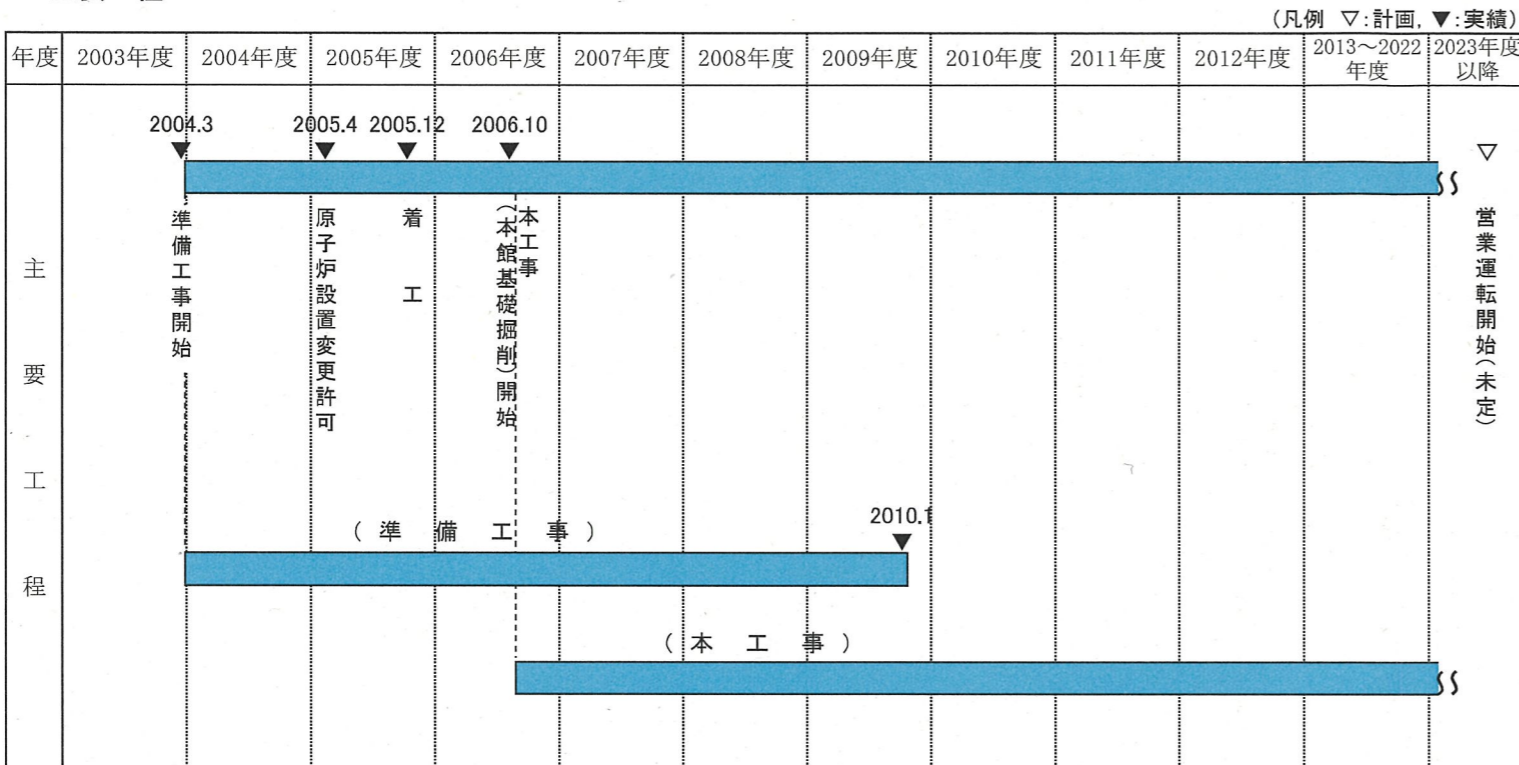 (凡例 ▽:計画, ▼:実績)
年度
2003年度
2004年度
2005年度
2006年度
2007年度
2008年度
2009年度
2010年度
2011年度
2012年度
2013～2022
年度
2023年度
以降
主要工程
2004.3
▼
準備工事開始
2005.4
▼
原子炉設置変更許可
2005.12
▼
着工
2006.10
▼
本工事
(本館基礎掘削)開始
▽
営業運転開始(未定)
(準備工事)
2010.1
▼
(本工事)